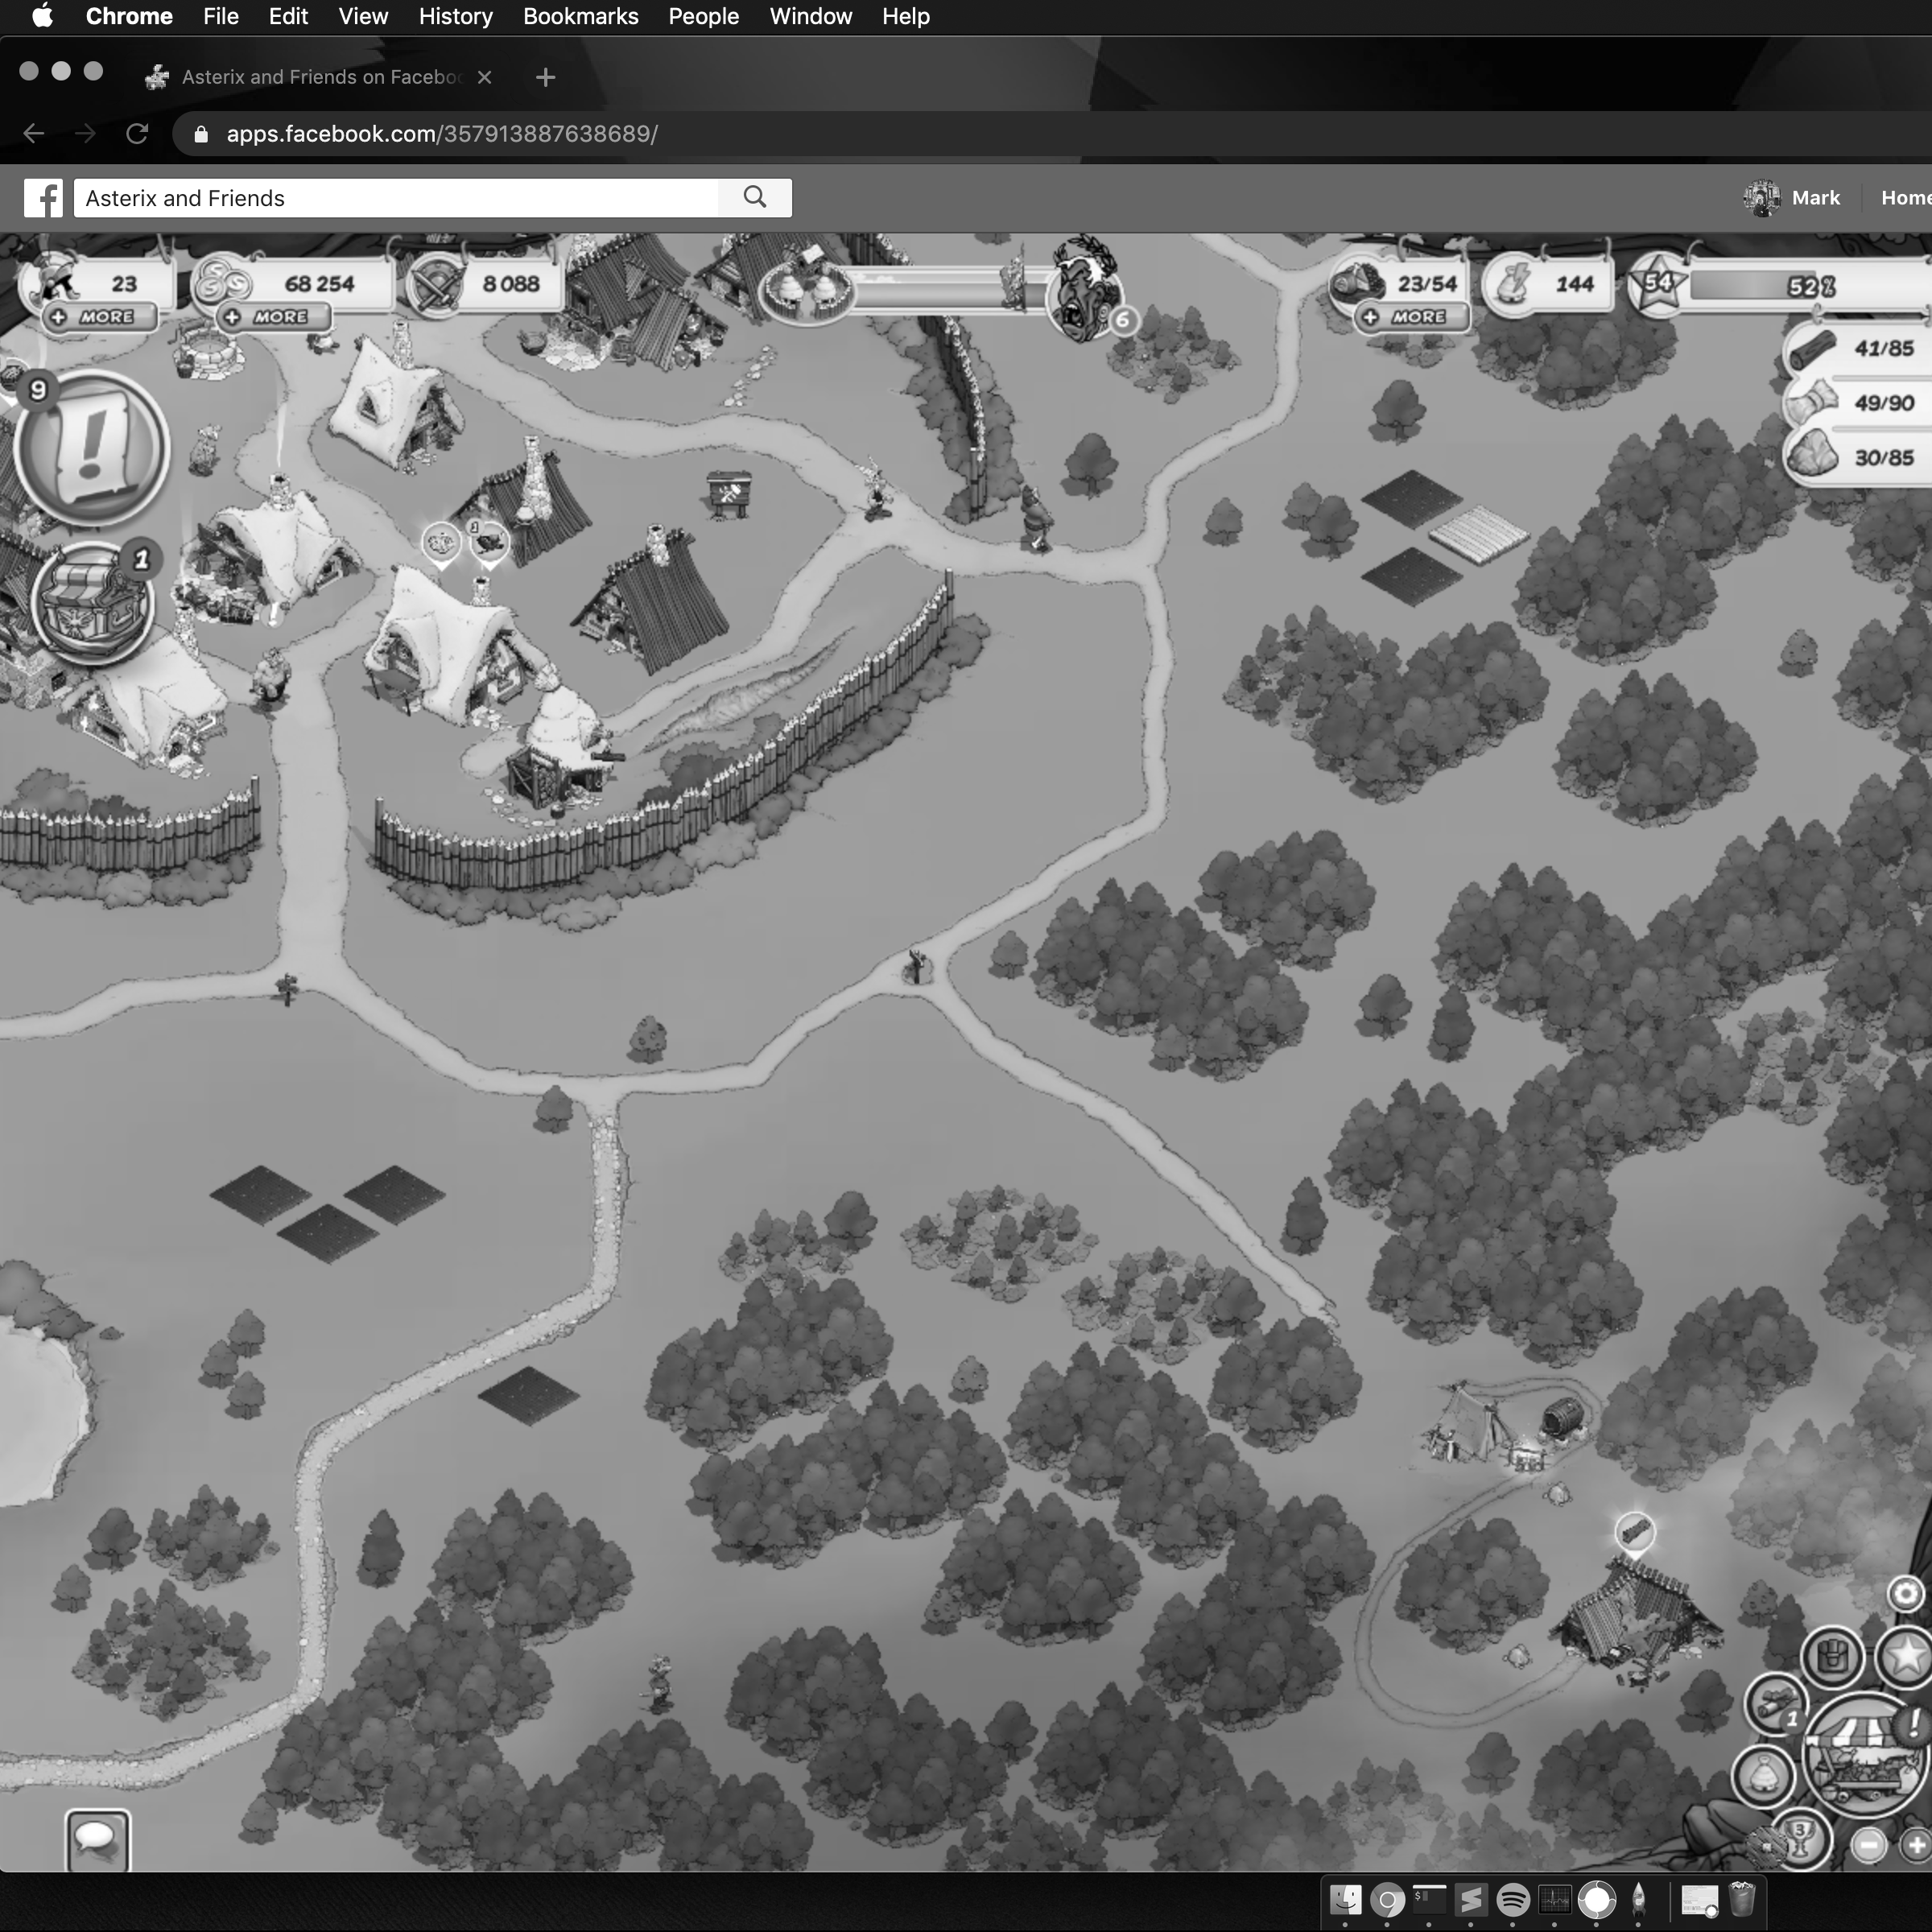 Chrome File Edit View History Bookmarks People Window Help
Asterix and Friends on Facebo
apps.facebook.com/357913887638689/
Asterix and Friends
Mark Home
23 68 254 8 088 23/54 144 54 52%
MORE MORE 6 MORE
41/85
9
49/90
30/85
1
1
!
1
3